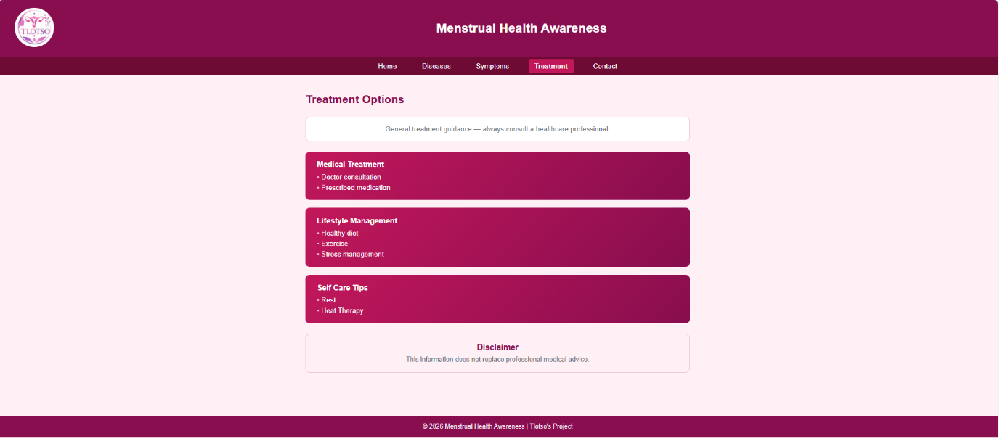 TLOTSO
Menstrual Health Awareness
Home Diseases Symptoms Treatment Contact
Treatment Options
General treatment guidance — always consult a healthcare professional.
Medical Treatment
• Doctor consultation
• Prescribed medication
Lifestyle Management
• Healthy diet
• Exercise
• Stress management
Self Care Tips
• Rest
• Heat Therapy
Disclaimer
This information does not replace professional medical advice.
© 2026 Menstrual Health Awareness | Tlotso's Project